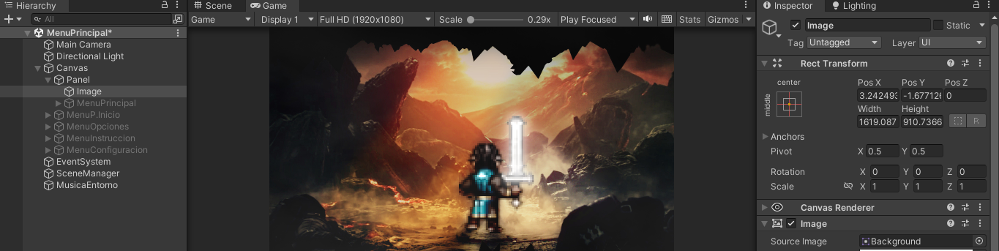 Hierarchy
All
MenuPrincipal*
Main Camera
Directional Light
Canvas
Panel
Image
MenuPrincipal
MenuP.Inicio
MenuOpciones
MenuInstruccion
MenuConfiguracion
EventSystem
SceneManager
MusicaEntorno
Scene Game
Game Display 1 Full HD (1920x1080) Scale 0.29x Play Focused Stats Gizmos
Inspector Lighting
Image Static
Tag Untagged Layer UI
Rect Transform
center
middle
Pos X Pos Y Pos Z
3.242493 -1.677126 0
Width Height
1619.087 910.7366 R
Anchors
Pivot X 0.5 Y 0.5
Rotation X 0 Y 0 Z 0
Scale X 1 Y 1 Z 1
Canvas Renderer
Image
Source Image Background